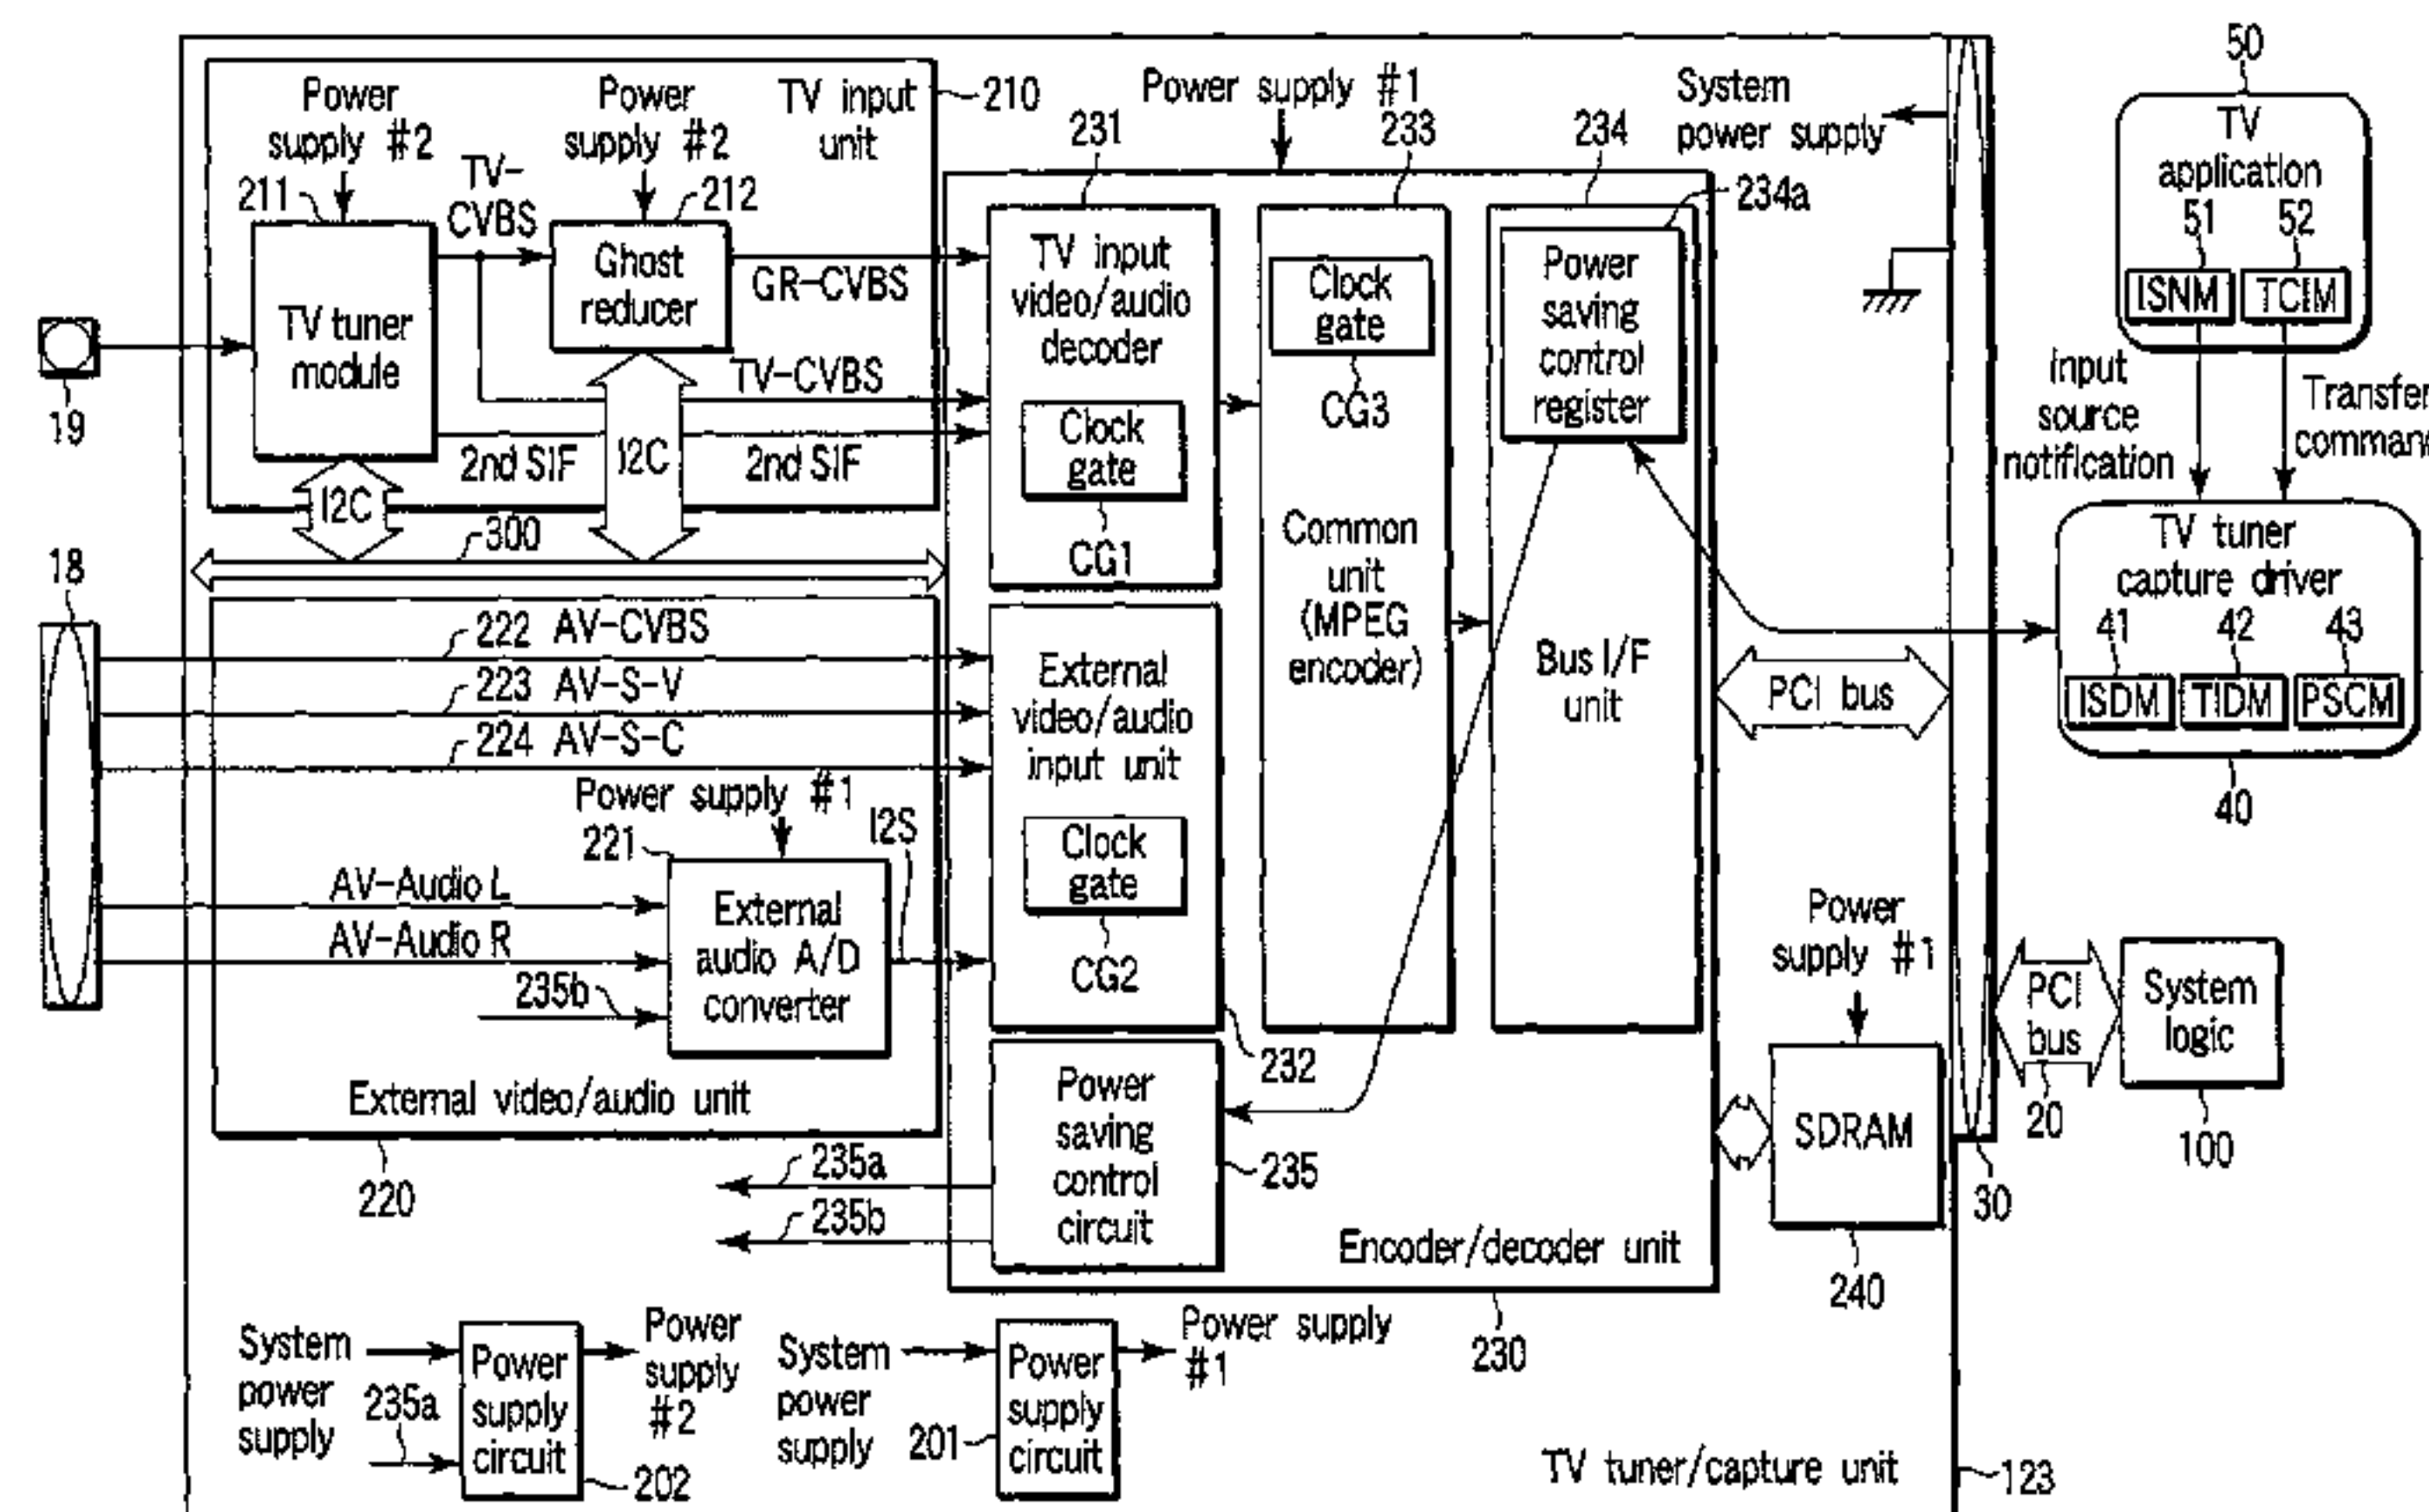 Power
supply #2
211
TV-
CVBS
Power
supply #2
212
TV input
unit
210
TV tuner
module
Ghost
reducer
GR-CVBS
TV-CVBS
2nd SIF
2nd SIF
I2C
I2C
19
300
18
222 AV-CVBS
223 AV-S-V
224 AV-S-C
Power supply #1
221
I2S
AV-Audio L
AV-Audio R
235b
External
audio A/D
converter
External video/audio unit
220
Power supply #1
231
233
234
234a
TV input
video/audio
decoder
Clock
gate
CG1
External
video/audio
input unit
Clock
gate
CG2
232
Clock
gate
CG3
Common
unit
(MPEG
encoder)
Power
saving
control
register
Bus I/F
unit
Power
saving
control
circuit
235
235a
235b
Encoder/decoder unit
230
System
power supply
PCI bus
Power
supply #1
SDRAM
240
30
PCI
bus
20
System
logic
100
50
TV
application
51
52
ISNM
TCIM
Input
source
notification
Transfer
comman
TV tuner
capture driver
41
42
43
ISDM
TIDM
PSCM
40
System
power
supply
235a
Power
supply
circuit
202
Power
supply
#2
System
power
supply
201
Power
supply
circuit
Power supply
#1
TV tuner/capture unit
123